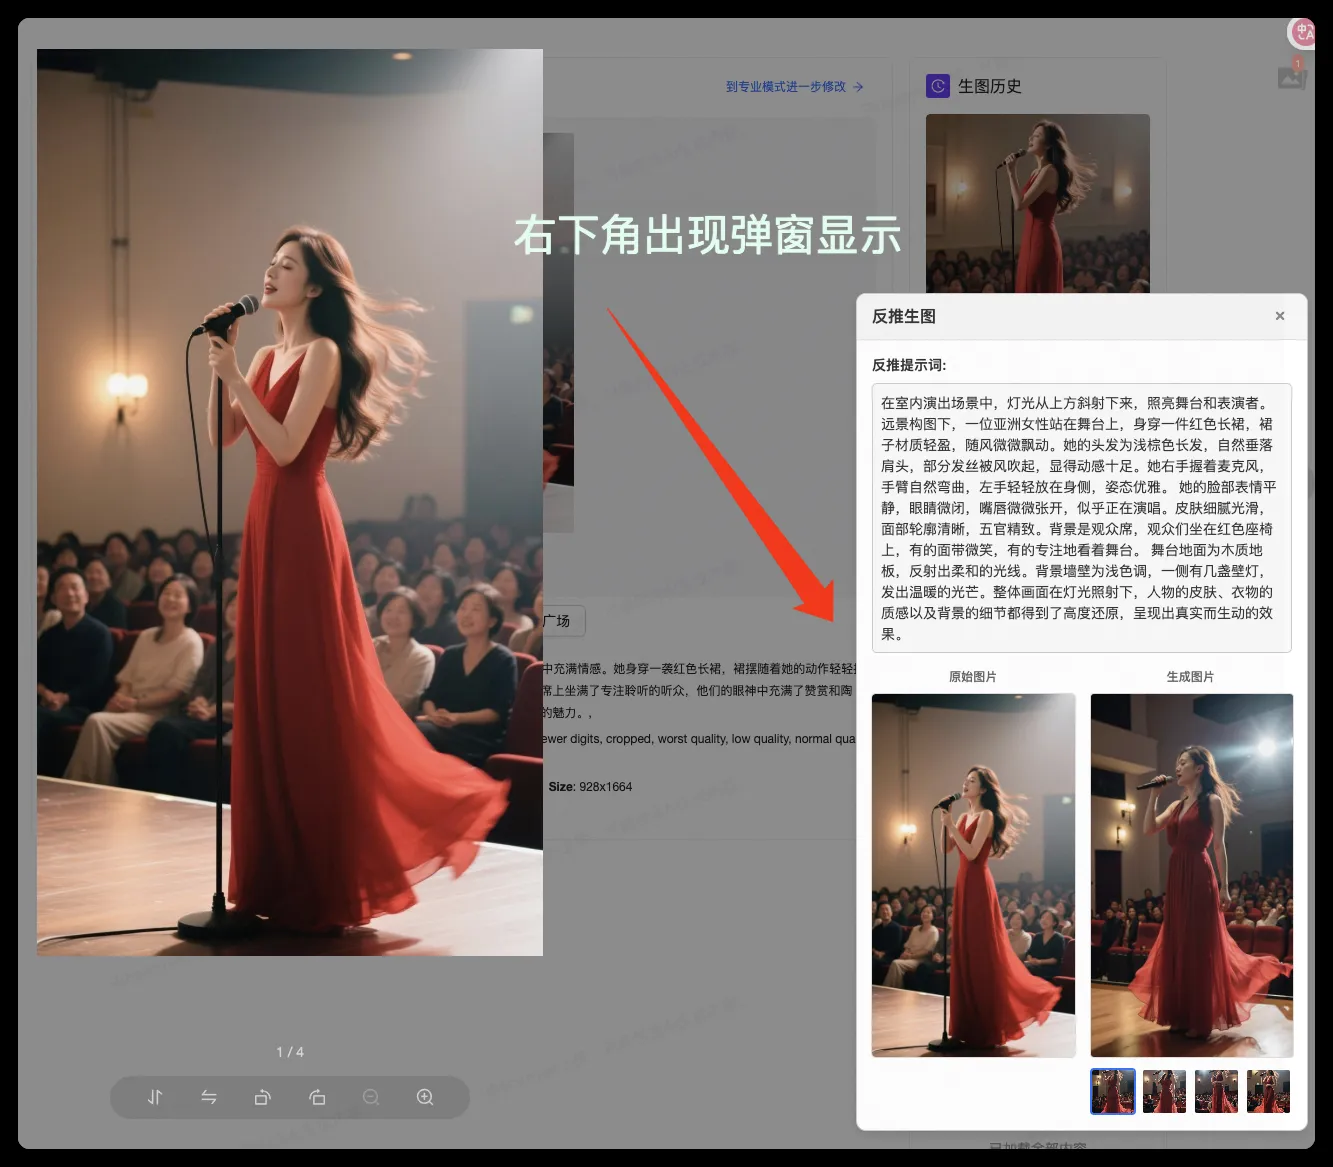 到专业模式进一步修改 →
生图历史
1
右下角出现弹窗显示
反推生图
×
反推提示词:
在室内演出场景中，灯光从上方斜射下来，照亮舞台和表演者。
远景构图下，一位亚洲女性站在舞台上，身穿一件红色长裙，裙
子材质轻盈，随风微微飘动。她的头发为浅棕色长发，自然垂落
肩头，部分发丝被风吹起，显得动感十足。她右手握着麦克风，
手臂自然弯曲，左手轻轻放在身侧，姿态优雅。 她的脸部表情平
静，眼睛微闭，嘴唇微微张开，似乎正在演唱。皮肤细腻光滑，
面部轮廓清晰，五官精致。背景是观众席，观众们坐在红色座椅
上，有的面带微笑，有的专注地看着舞台。 舞台地面为木质地
板，反射出柔和的光线。背景墙壁为浅色调，一侧有几盏壁灯，
发出温暖的光芒。整体画面在灯光照射下，人物的皮肤、衣物的
质感以及背景的细节都得到了高度还原，呈现出真实而生动的效
果。
原始图片
生成图片
广场
中充满情感。她身穿一袭红色长裙，裙摆随着她的动作轻轻
席上坐满了专注聆听的听众，他们的眼神中充满了赞赏和陶
的魅力。,
ewer digits, cropped, worst quality, low quality, normal qua
Size: 928x1664
1 / 4